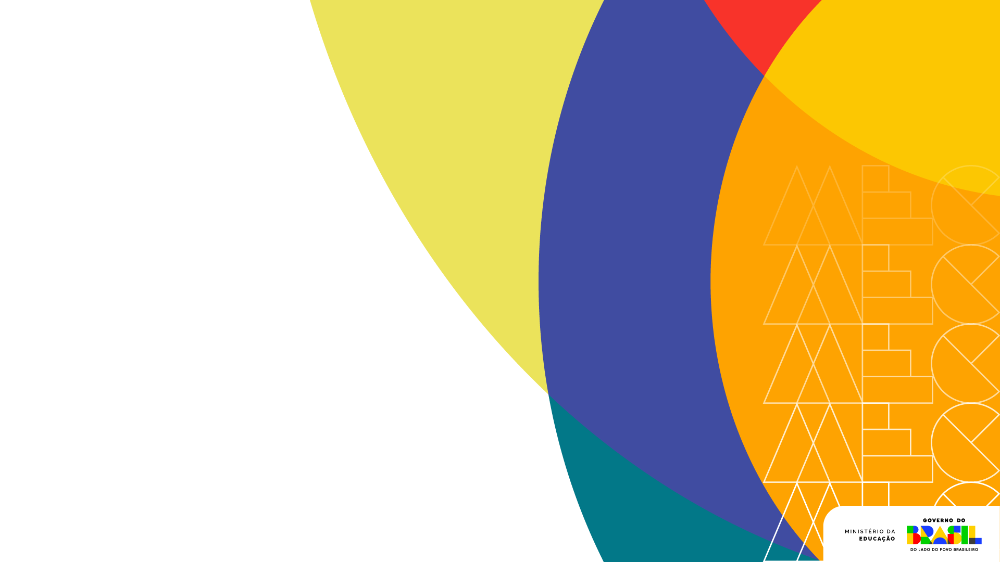 MINISTÉRIO DA
EDUCAÇÃO
GOVERNO DO
BRASIL
DO LADO DO POVO BRASILEIRO